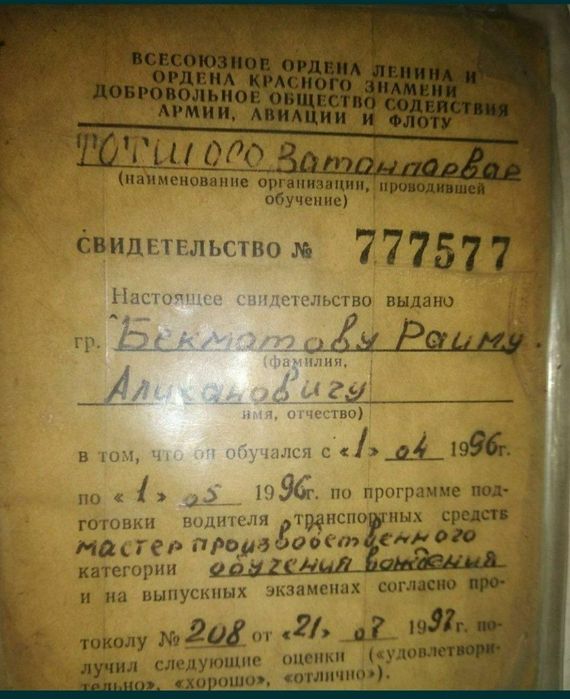 ВСЕСОЮЗНОЕ ОРДЕНА ЛЕНИНА И
ОРДЕНА КРАСНОГО ЗНАМЕНИ
ДОБРОВОЛЬНОЕ ОБЩЕСТВО СОДЕЙСТВИЯ
АРМИИ, АВИАЦИИ И ФЛОТУ
ТОТШ ОСО Ватанпарвар
(наименование организации, проводившей
обучение)
СВИДЕТЕЛЬСТВО № 777577
Настоящее свидетельство выдано
гр. Бекматову Раиму
(фамилия,
Алихановичу
имя, отчество)
в том, что он обучался с «1» 04 1996г.
по «1» 05 1996г. по программе под-
готовки водителя транспортных средств
мастер производственного
категории обучения вождения
и на выпускных экзаменах согласно про-
токолу № 208 от «21» 07 1997г. по-
лучил следующие оценки («удовлетвори-
тельно», «хорошо», «отлично»).